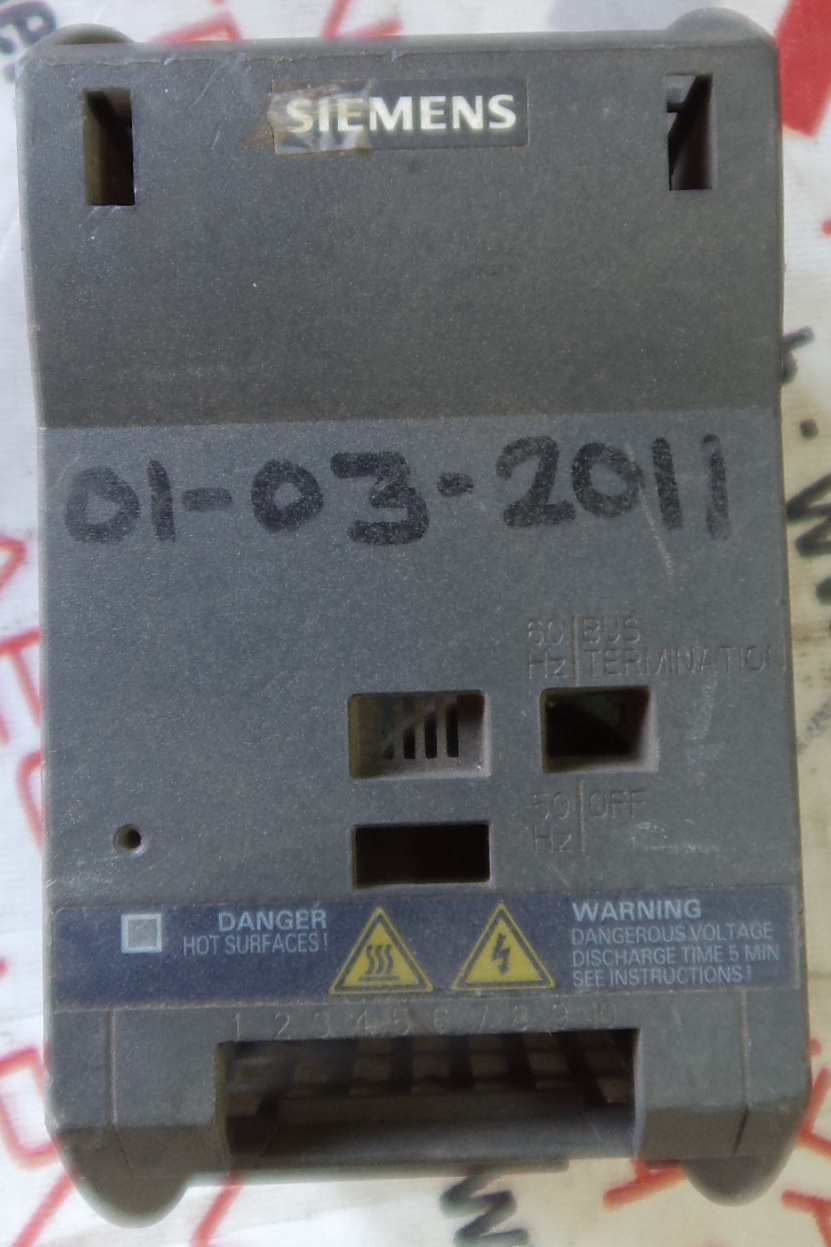 SIEMENS
01-03-2011
60 Hz | BUS TERMINATION
50 Hz | OFF
DANGER
HOT SURFACES!
WARNING
DANGEROUS VOLTAGE
DISCHARGE TIME 5 MIN
SEE INSTRUCTIONS!
1 2 3 4 5 6 7 8 9 10